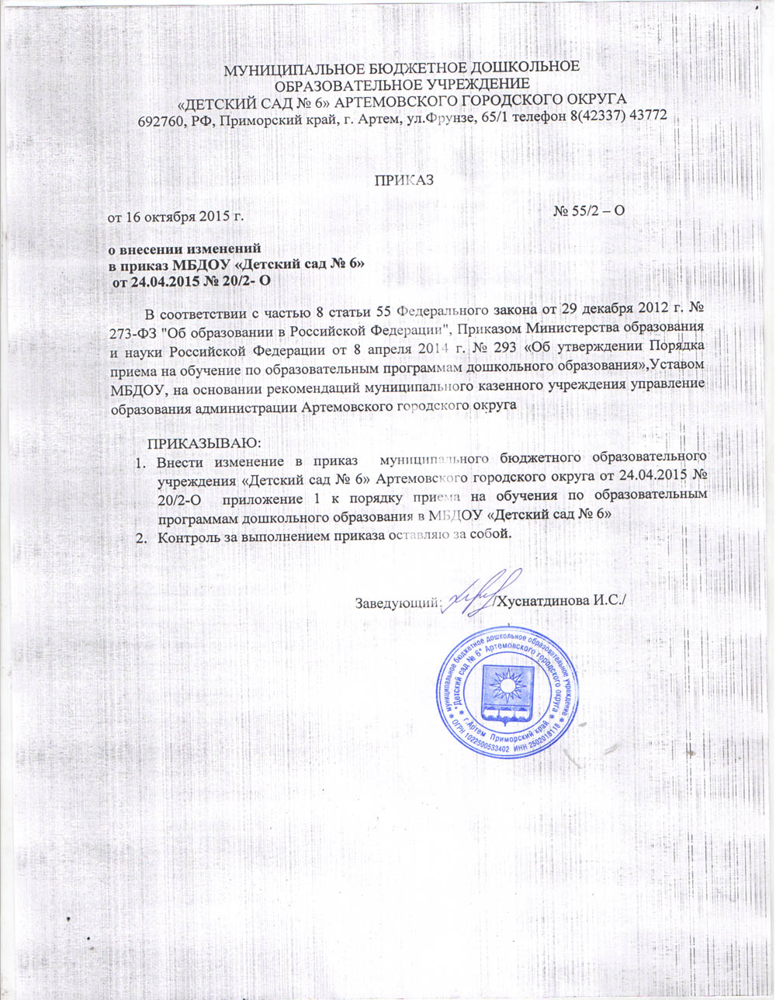 МУНИЦИПАЛЬНОЕ БЮДЖЕТНОЕ ДОШКОЛЬНОЕ
ОБРАЗОВАТЕЛЬНОЕ УЧРЕЖДЕНИЕ
«ДЕТСКИЙ САД № 6» АРТЕМОВСКОГО ГОРОДСКОГО ОКРУГА
692760, РФ, Приморский край, г. Артем, ул.Фрунзе, 65/1 телефон 8(42337) 43772
ПРИКАЗ
от 16 октября 2015 г. № 55/2 – О
о внесении изменений
в приказ МБДОУ «Детский сад № 6»
от 24.04.2015 № 20/2- О
В соответствии с частью 8 статьи 55 Федерального закона от 29 декабря 2012 г. №
273-ФЗ "Об образовании в Российской Федерации", Приказом Министерства образования
и науки Российской Федерации от 8 апреля 2014 г. № 293 «Об утверждении Порядка
приема на обучение по образовательным программам дошкольного образования»,Уставом
МБДОУ, на основании рекомендаций муниципального казенного учреждения управление
образования администрации Артемовского городского округа
ПРИКАЗЫВАЮ:
1. Внести изменение в приказ муниципального бюджетного образовательного
учреждения «Детский сад № 6» Артемовского городского округа от 24.04.2015 №
20/2-О приложение 1 к порядку приема на обучения по образовательным
программам дошкольного образования в МБДОУ «Детский сад № 6»
2. Контроль за выполнением приказа оставляю за собой.
Заведующий: /Хуснатдинова И.С./
муниципальное бюджетное дошкольное образовательное учреждение
* ОГРН 1022500533402 ИНН 2502018118 *
"Детский сад № 6" Артемовского городского округа
* г.Артем Приморский край *